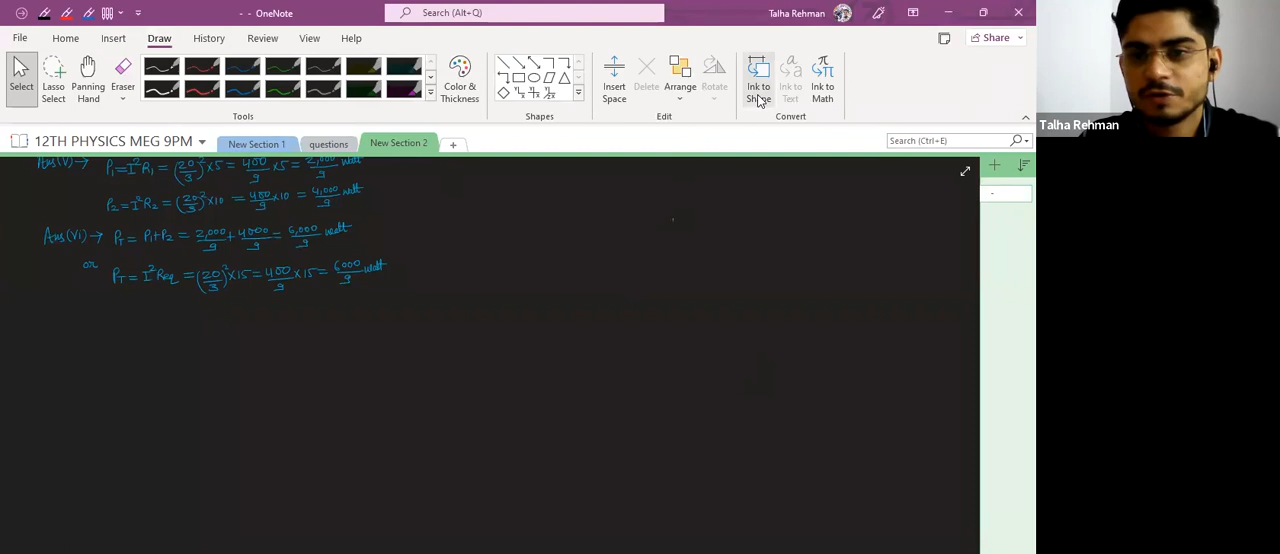 - - OneNote
Search (Alt+Q)
Talha Rehman
File Home Insert Draw History Review View Help
Share
Select
Lasso Select
Panning Hand
Eraser
Color & Thickness
Insert Space
Delete
Arrange
Rotate
Ink to Shape
Ink to Text
Ink to Math
Tools
Shapes
Edit
Convert
Talha Rehman
12TH PHYSICS MEG 9PM
New Section 1
questions
New Section 2
Search (Ctrl+E)
Ans(V) → P₁=I²R₁ = (20/3)²×5 = 400/9 ×5 = 2,000/9 watt
P₂=I²R₂ = (20/3)²×10 = 400/9 ×10 = 4,000/9 watt
Ans(Vi) → P_T = P₁+P₂ = 2,000/9 + 4000/9 = 6,000/9 watt
or P_T = I²Req = (20/3)²×15 = 400/9 ×15 = 6000/9 watt